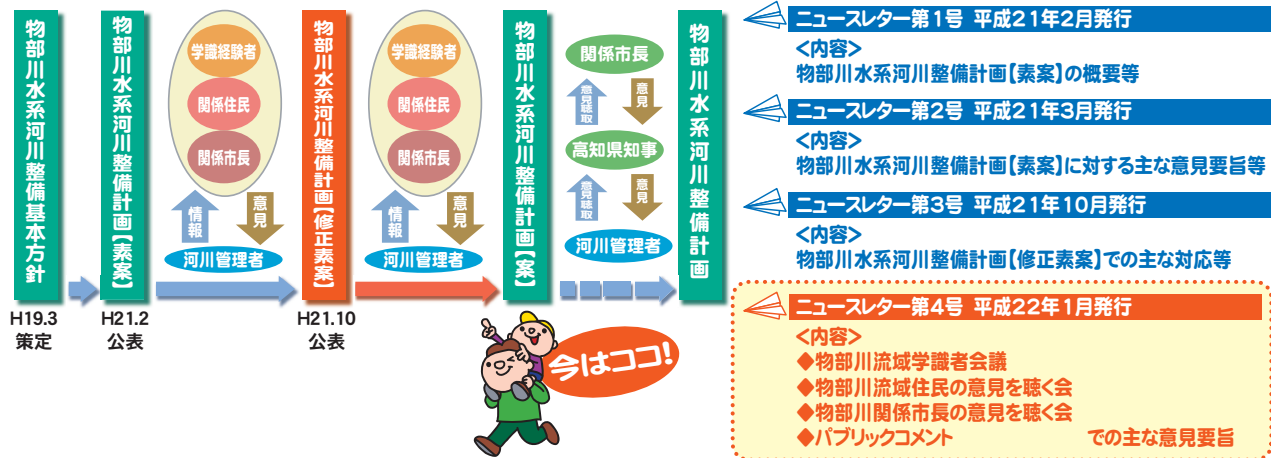 物部川水系河川整備基本方針
H19.3
策定
物部川水系河川整備計画【素案】
H21.2
公表
学識経験者
関係住民
関係市長
情報
意見
河川管理者
物部川水系河川整備計画【修正素案】
H21.10
公表
学識経験者
関係住民
関係市長
情報
意見
河川管理者
物部川水系河川整備計画【案】
今はココ!
関係市長
意見聴取
意見
高知県知事
意見聴取
意見
河川管理者
物部川水系河川整備計画
ニュースレター第1号 平成21年2月発行
<内容>
物部川水系河川整備計画【素案】の概要等
ニュースレター第2号 平成21年3月発行
<内容>
物部川水系河川整備計画【素案】に対する主な意見要旨等
ニュースレター第3号 平成21年10月発行
<内容>
物部川水系河川整備計画【修正素案】での主な対応等
ニュースレター第4号 平成22年1月発行
<内容>
◆物部川流域学識者会議
◆物部川流域住民の意見を聴く会
◆物部川関係市長の意見を聴く会
◆パブリックコメント での主な意見要旨